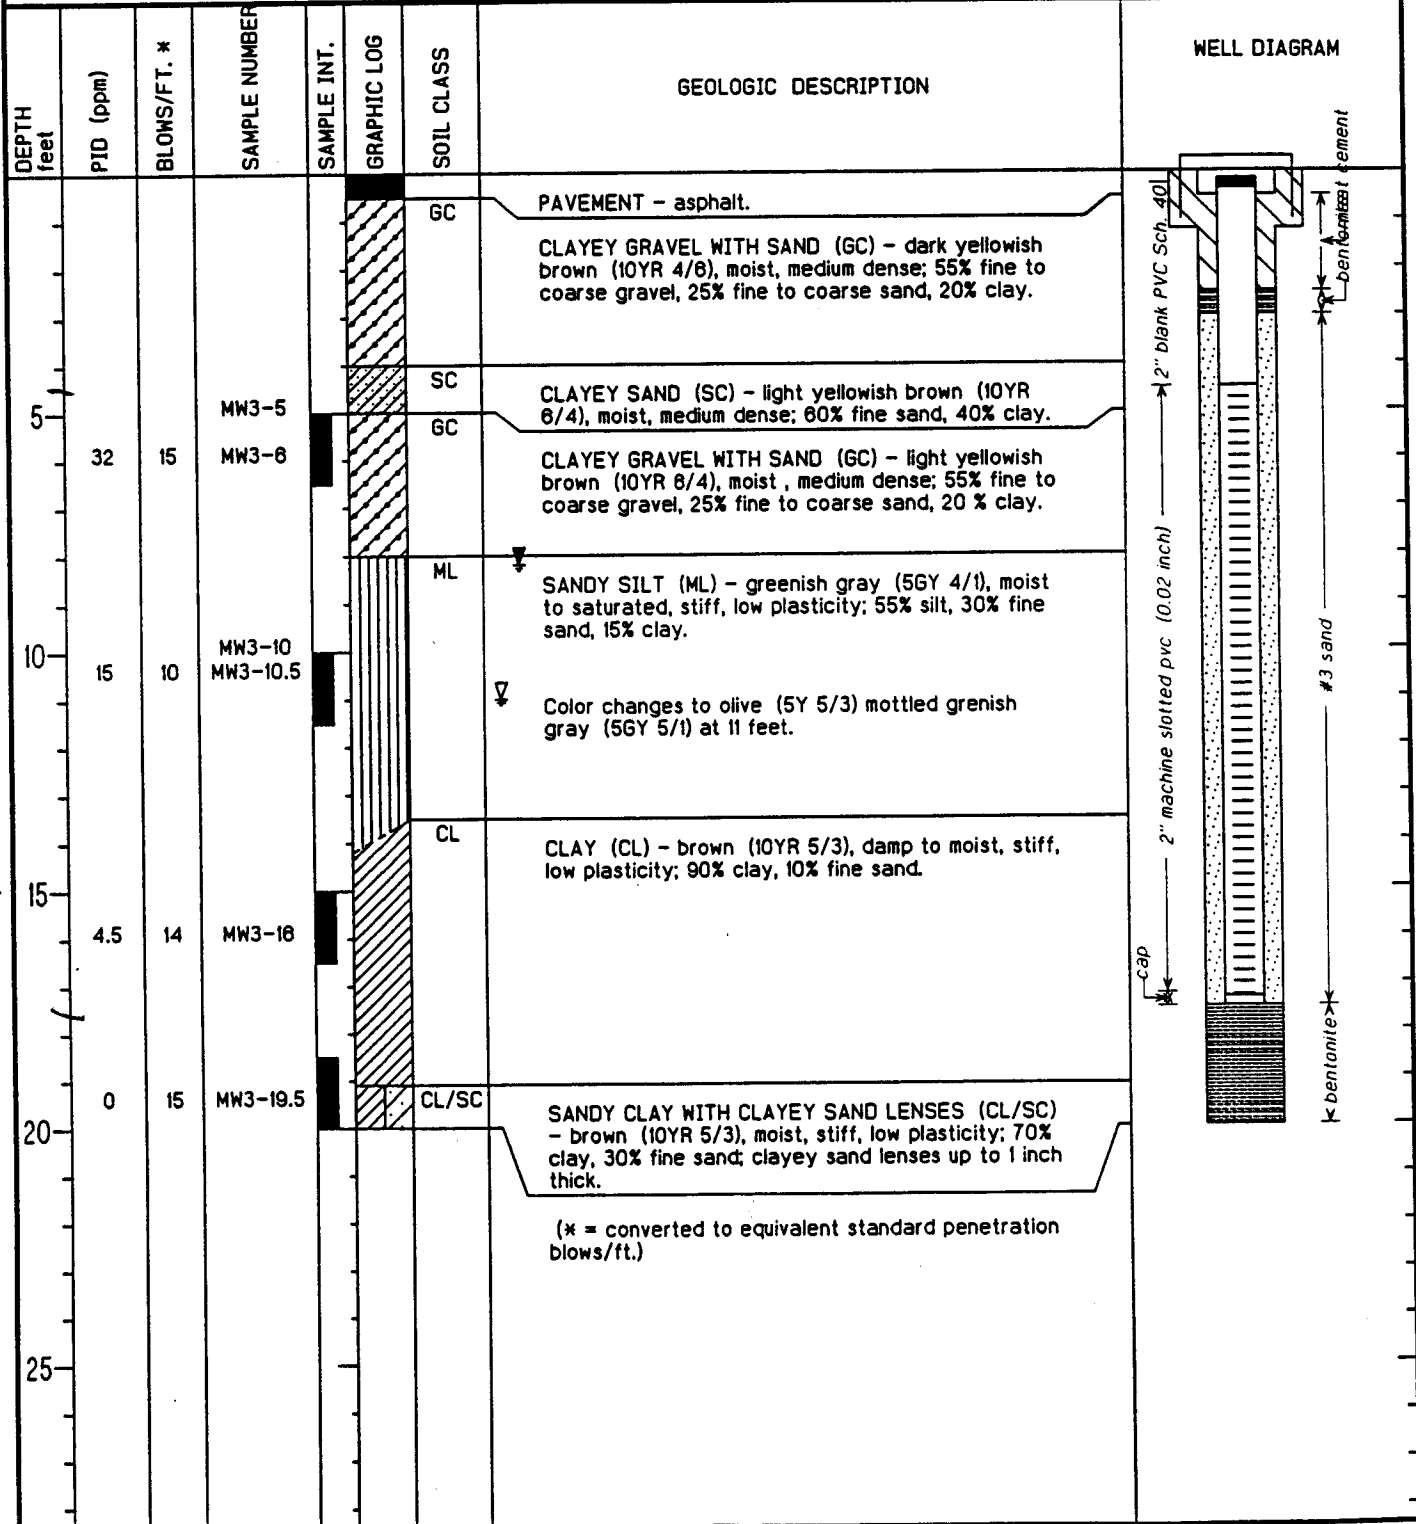 DEPTH
feet
PID (ppm)
BLOWS/FT. *
SAMPLE NUMBER
SAMPLE INT.
GRAPHIC LOG
SOIL CLASS
GEOLOGIC DESCRIPTION
WELL DIAGRAM
GC
PAVEMENT - asphalt.
CLAYEY GRAVEL WITH SAND (GC) - dark yellowish
brown (10YR 4/6), moist, medium dense; 55% fine to
coarse gravel, 25% fine to coarse sand, 20% clay.
SC
CLAYEY SAND (SC) - light yellowish brown (10YR
6/4), moist, medium dense; 60% fine sand, 40% clay.
5
MW3-5
GC
32
15
MW3-6
CLAYEY GRAVEL WITH SAND (GC) - light yellowish
brown (10YR 6/4), moist , medium dense; 55% fine to
coarse gravel, 25% fine to coarse sand, 20 % clay.
ML
SANDY SILT (ML) - greenish gray (5GY 4/1), moist
to saturated, stiff, low plasticity; 55% silt, 30% fine
sand, 15% clay.
10
MW3-10
15
10
MW3-10.5
Color changes to olive (5Y 5/3) mottled grenish
gray (5GY 5/1) at 11 feet.
CL
CLAY (CL) - brown (10YR 5/3), damp to moist, stiff,
low plasticity; 90% clay, 10% fine sand.
15
4.5
14
MW3-16
0
15
MW3-19.5
CL/SC
SANDY CLAY WITH CLAYEY SAND LENSES (CL/SC)
- brown (10YR 5/3), moist, stiff, low plasticity; 70%
clay, 30% fine sand; clayey sand lenses up to 1 inch
thick.
20
(* = converted to equivalent standard penetration
blows/ft.)
25
2" blank PVC Sch. 40
2" machine slotted pvc (0.02 inch)
cap
cement
#3 sand
bentonite